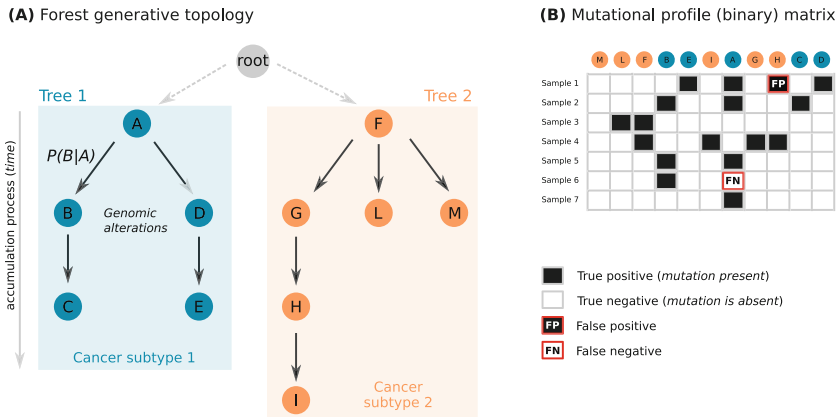 (A) Forest generative topology
root
Tree 1
Tree 2
accumulation process (time)
A
P(B|A)
B
Genomic
alterations
D
C
E
Cancer subtype 1
F
G
L
M
H
I
Cancer
subtype 2
(B) Mutational profile (binary) matrix
M L F B E I A G H C D
Sample 1
FP
Sample 2
Sample 3
Sample 4
Sample 5
Sample 6
FN
Sample 7
True positive (mutation present)
True negative (mutation is absent)
FP False positive
FN False negative